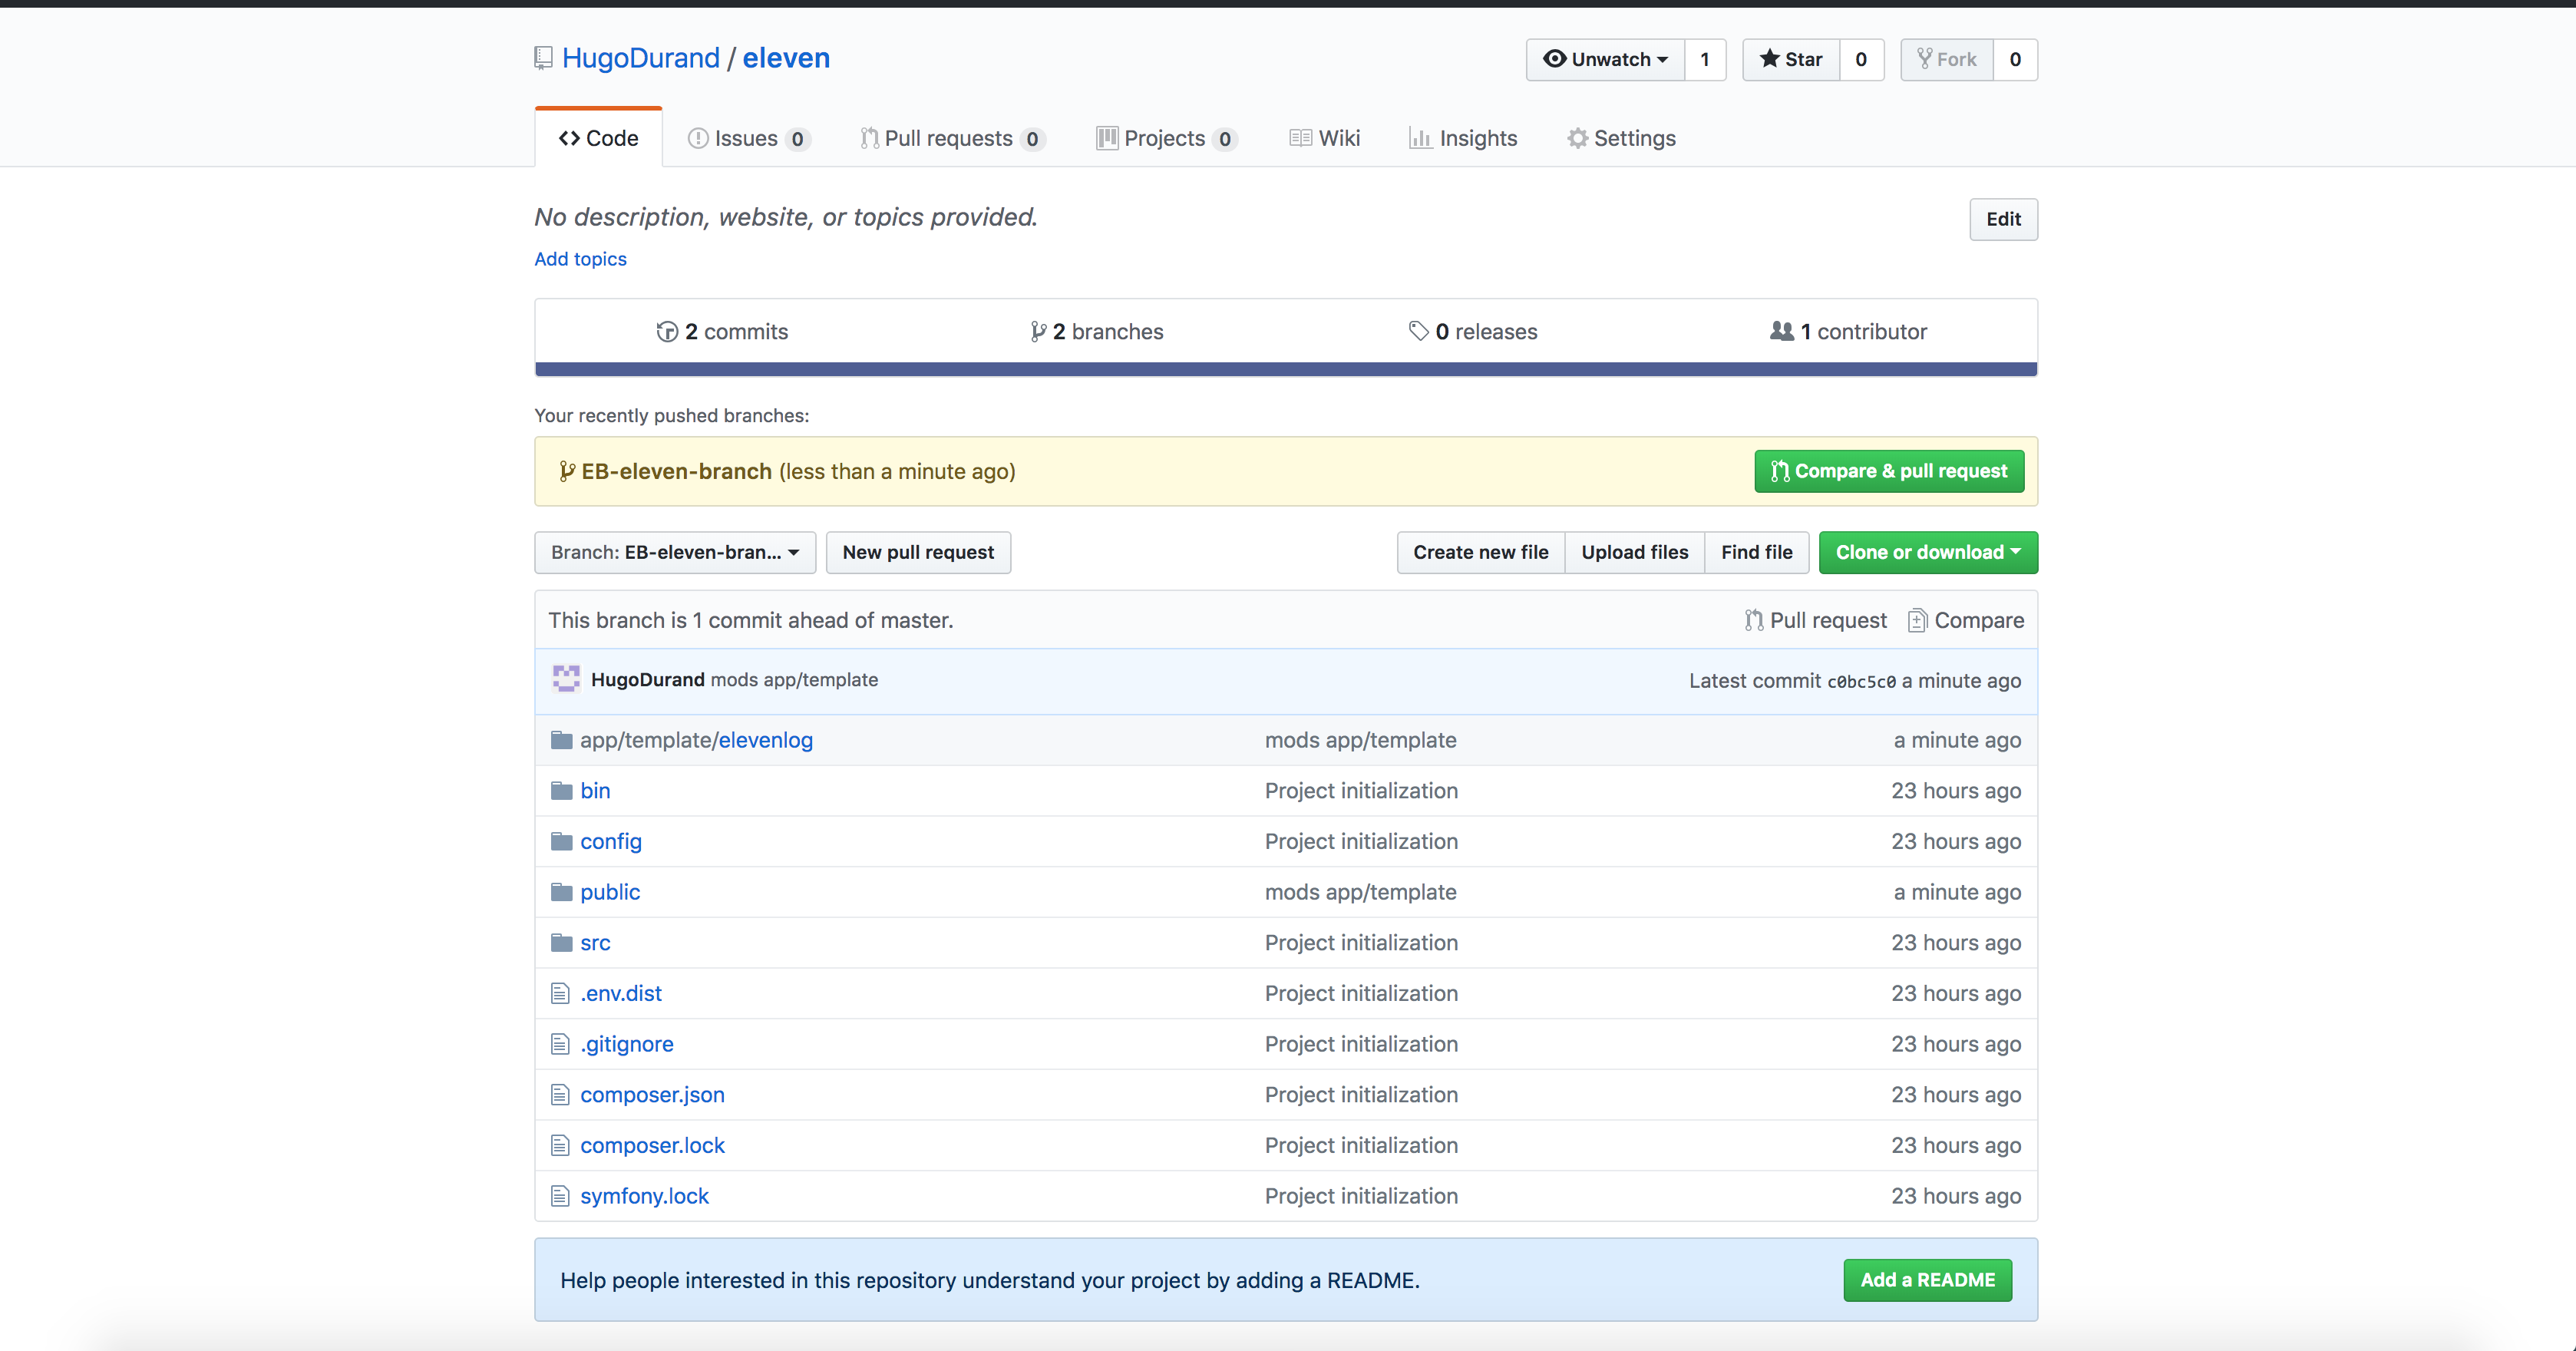 HugoDurand / eleven
Unwatch 1 Star 0 Fork 0
Code Issues 0 Pull requests 0 Projects 0 Wiki Insights Settings
No description, website, or topics provided. Edit
Add topics
2 commits 2 branches 0 releases 1 contributor
Your recently pushed branches:
EB-eleven-branch (less than a minute ago) Compare & pull request
Branch: EB-eleven-bran... New pull request Create new file Upload files Find file Clone or download
This branch is 1 commit ahead of master. Pull request Compare
HugoDurand mods app/template Latest commit c0bc5c0 a minute ago
app/template/elevenlog mods app/template a minute ago
bin Project initialization 23 hours ago
config Project initialization 23 hours ago
public mods app/template a minute ago
src Project initialization 23 hours ago
.env.dist Project initialization 23 hours ago
.gitignore Project initialization 23 hours ago
composer.json Project initialization 23 hours ago
composer.lock Project initialization 23 hours ago
symfony.lock Project initialization 23 hours ago
Help people interested in this repository understand your project by adding a README. Add a README